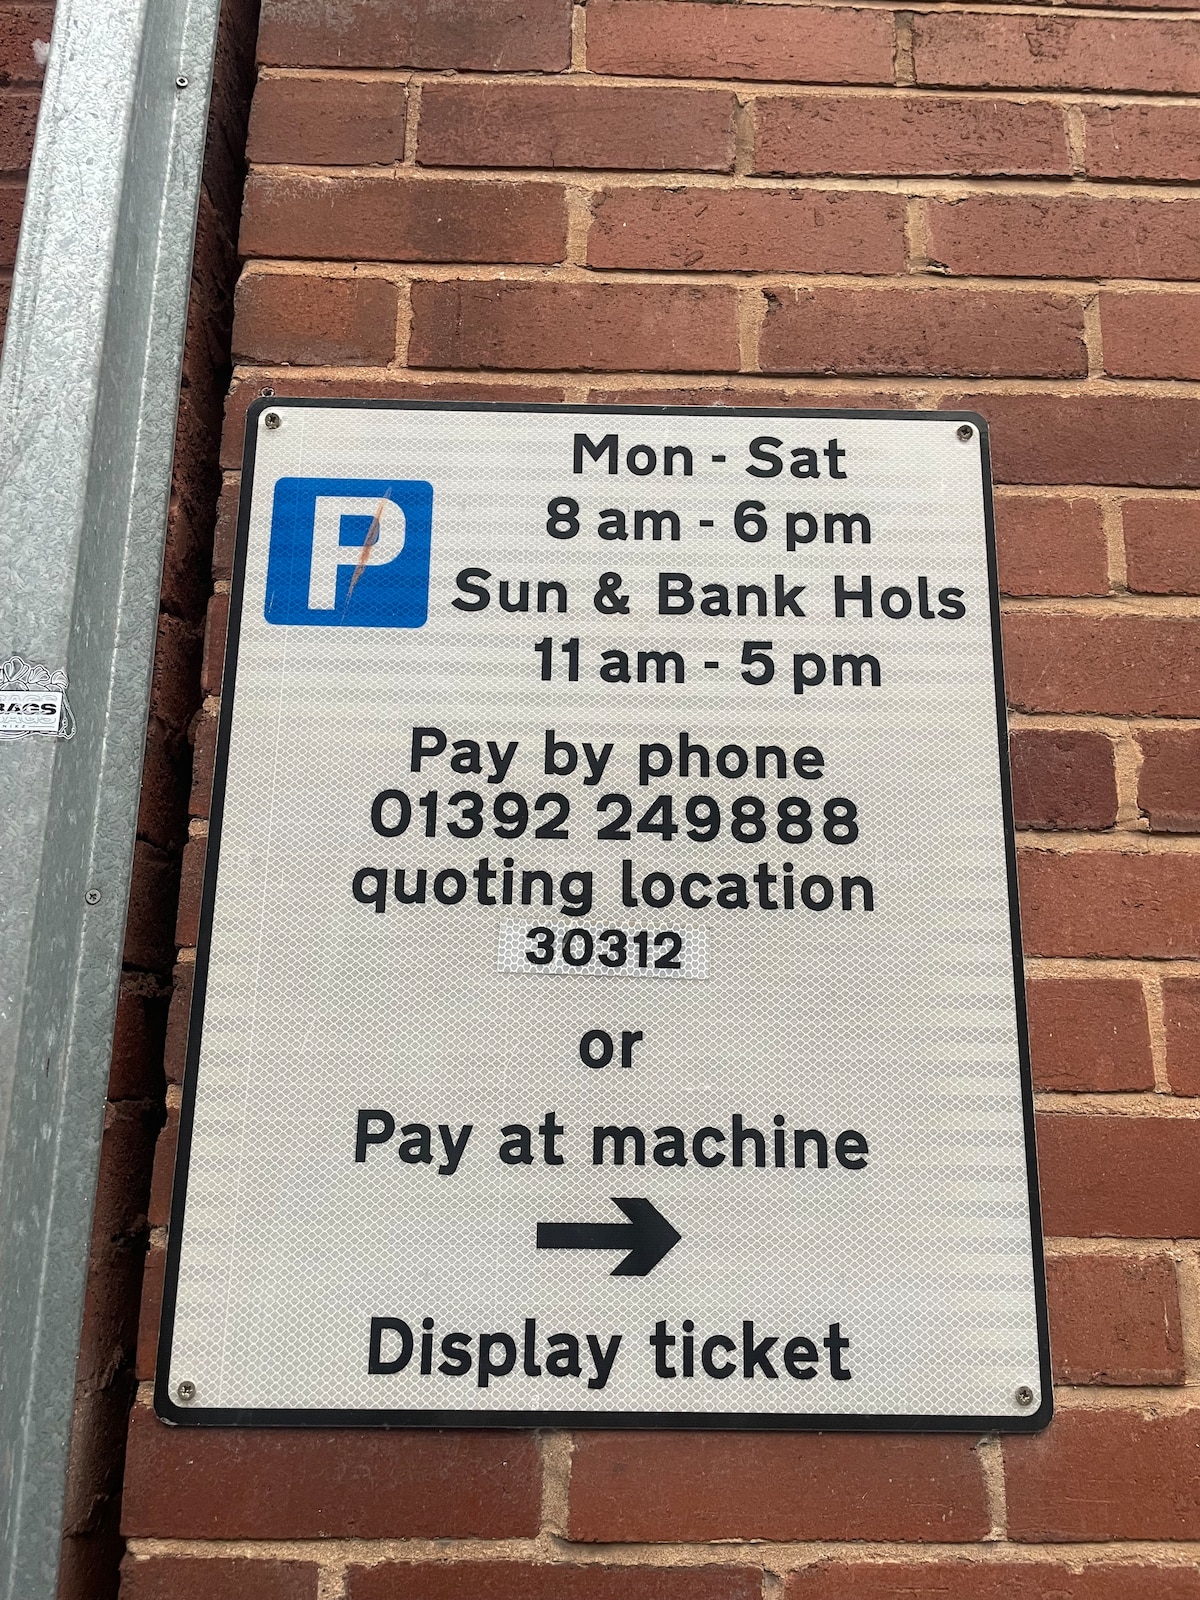 Mon - Sat
8 am - 6 pm
P
Sun & Bank Hols
11 am - 5 pm
Pay by phone
01392 249888
quoting location
30312
or
Pay at machine
Display ticket
BAGS